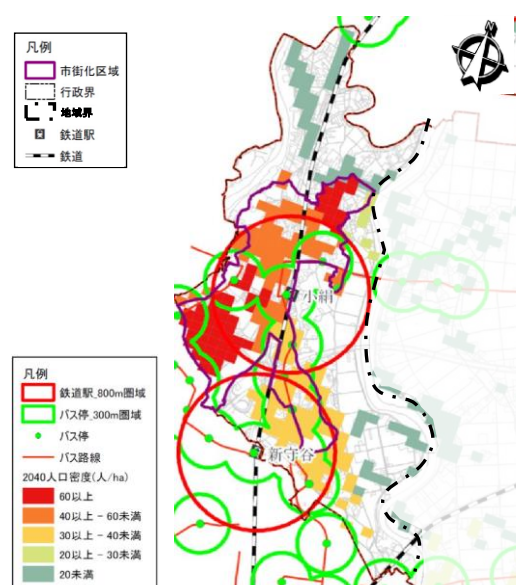 凡例
市街化区域
行政界
地域界
鉄道駅
鉄道
小絹
新守谷
凡例
鉄道駅_800m圏域
バス停_300m圏域
バス停
バス路線
2040人口密度(人/ha)
60以上
40以上 - 60未満
30以上 - 40未満
20以上 - 30未満
20未満